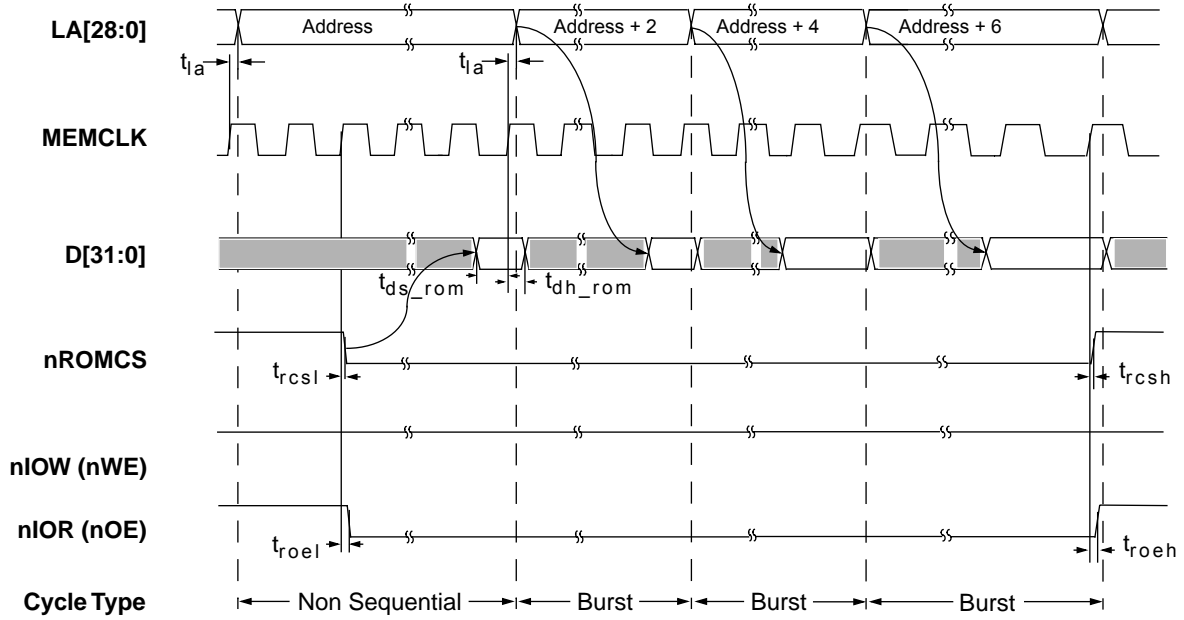 LA[28:0] Address Address + 2 Address + 4 Address + 6
tla tla
MEMCLK
D[31:0]
tds_rom tdh_rom
nROMCS
trcsl trcsh
nIOW (nWE)
nIOR (nOE)
troel troeh
Cycle Type Non Sequential Burst Burst Burst